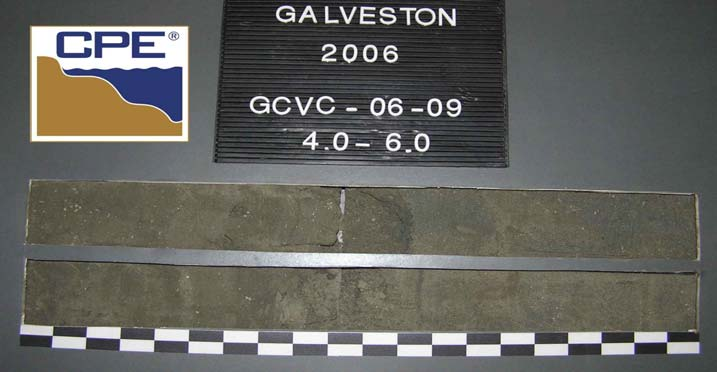 CPE®
GALVESTON
2006
GCVC - 06 - 09
4.0 - 6.0